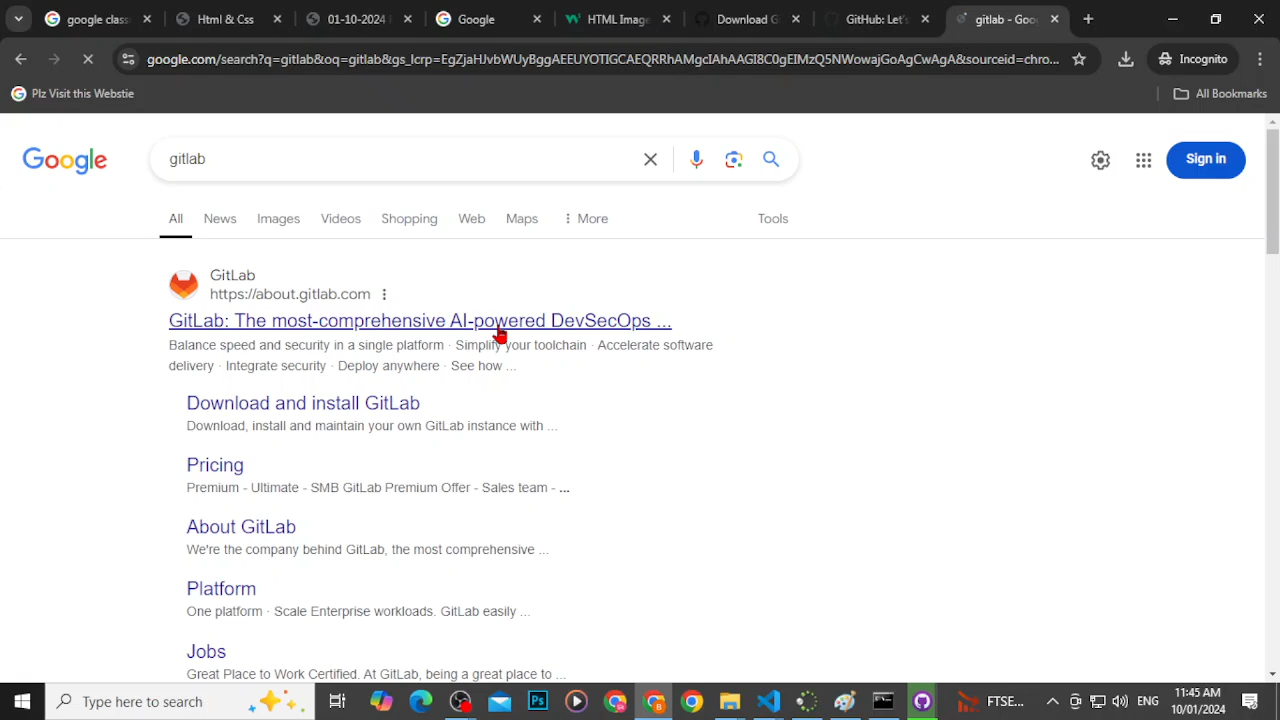 google class
Html & Css
01-10-2024
Google
HTML Image
Download G
GitHub: Let's
gitlab - Goo
google.com/search?q=gitlab&oq=gitlab&gs_lcrp=EgZjaHJvbWUyBggAEEUYOTIGCAEQRRhAMgcIAhAAGI8C0gEIMzQ5NWowajGoAgCwAgA&sourceid=chro...
Incognito
Plz Visit this Webstie
All Bookmarks
Google
gitlab
Sign in
All
News
Images
Videos
Shopping
Web
Maps
More
Tools
GitLab
https://about.gitlab.com
GitLab: The most-comprehensive AI-powered DevSecOps ...
Balance speed and security in a single platform · Simplify your toolchain · Accelerate software
delivery · Integrate security · Deploy anywhere · See how ...
Download and install GitLab
Download, install and maintain your own GitLab instance with ...
Pricing
Premium - Ultimate - SMB GitLab Premium Offer - Sales team - ...
About GitLab
We're the company behind GitLab, the most comprehensive ...
Platform
One platform · Scale Enterprise workloads. GitLab easily ...
Jobs
Great Place to Work Certified. At GitLab, being a great place to ...
Type here to search
Ps
B
FTSE...
ENG
11:45 AM
10/01/2024